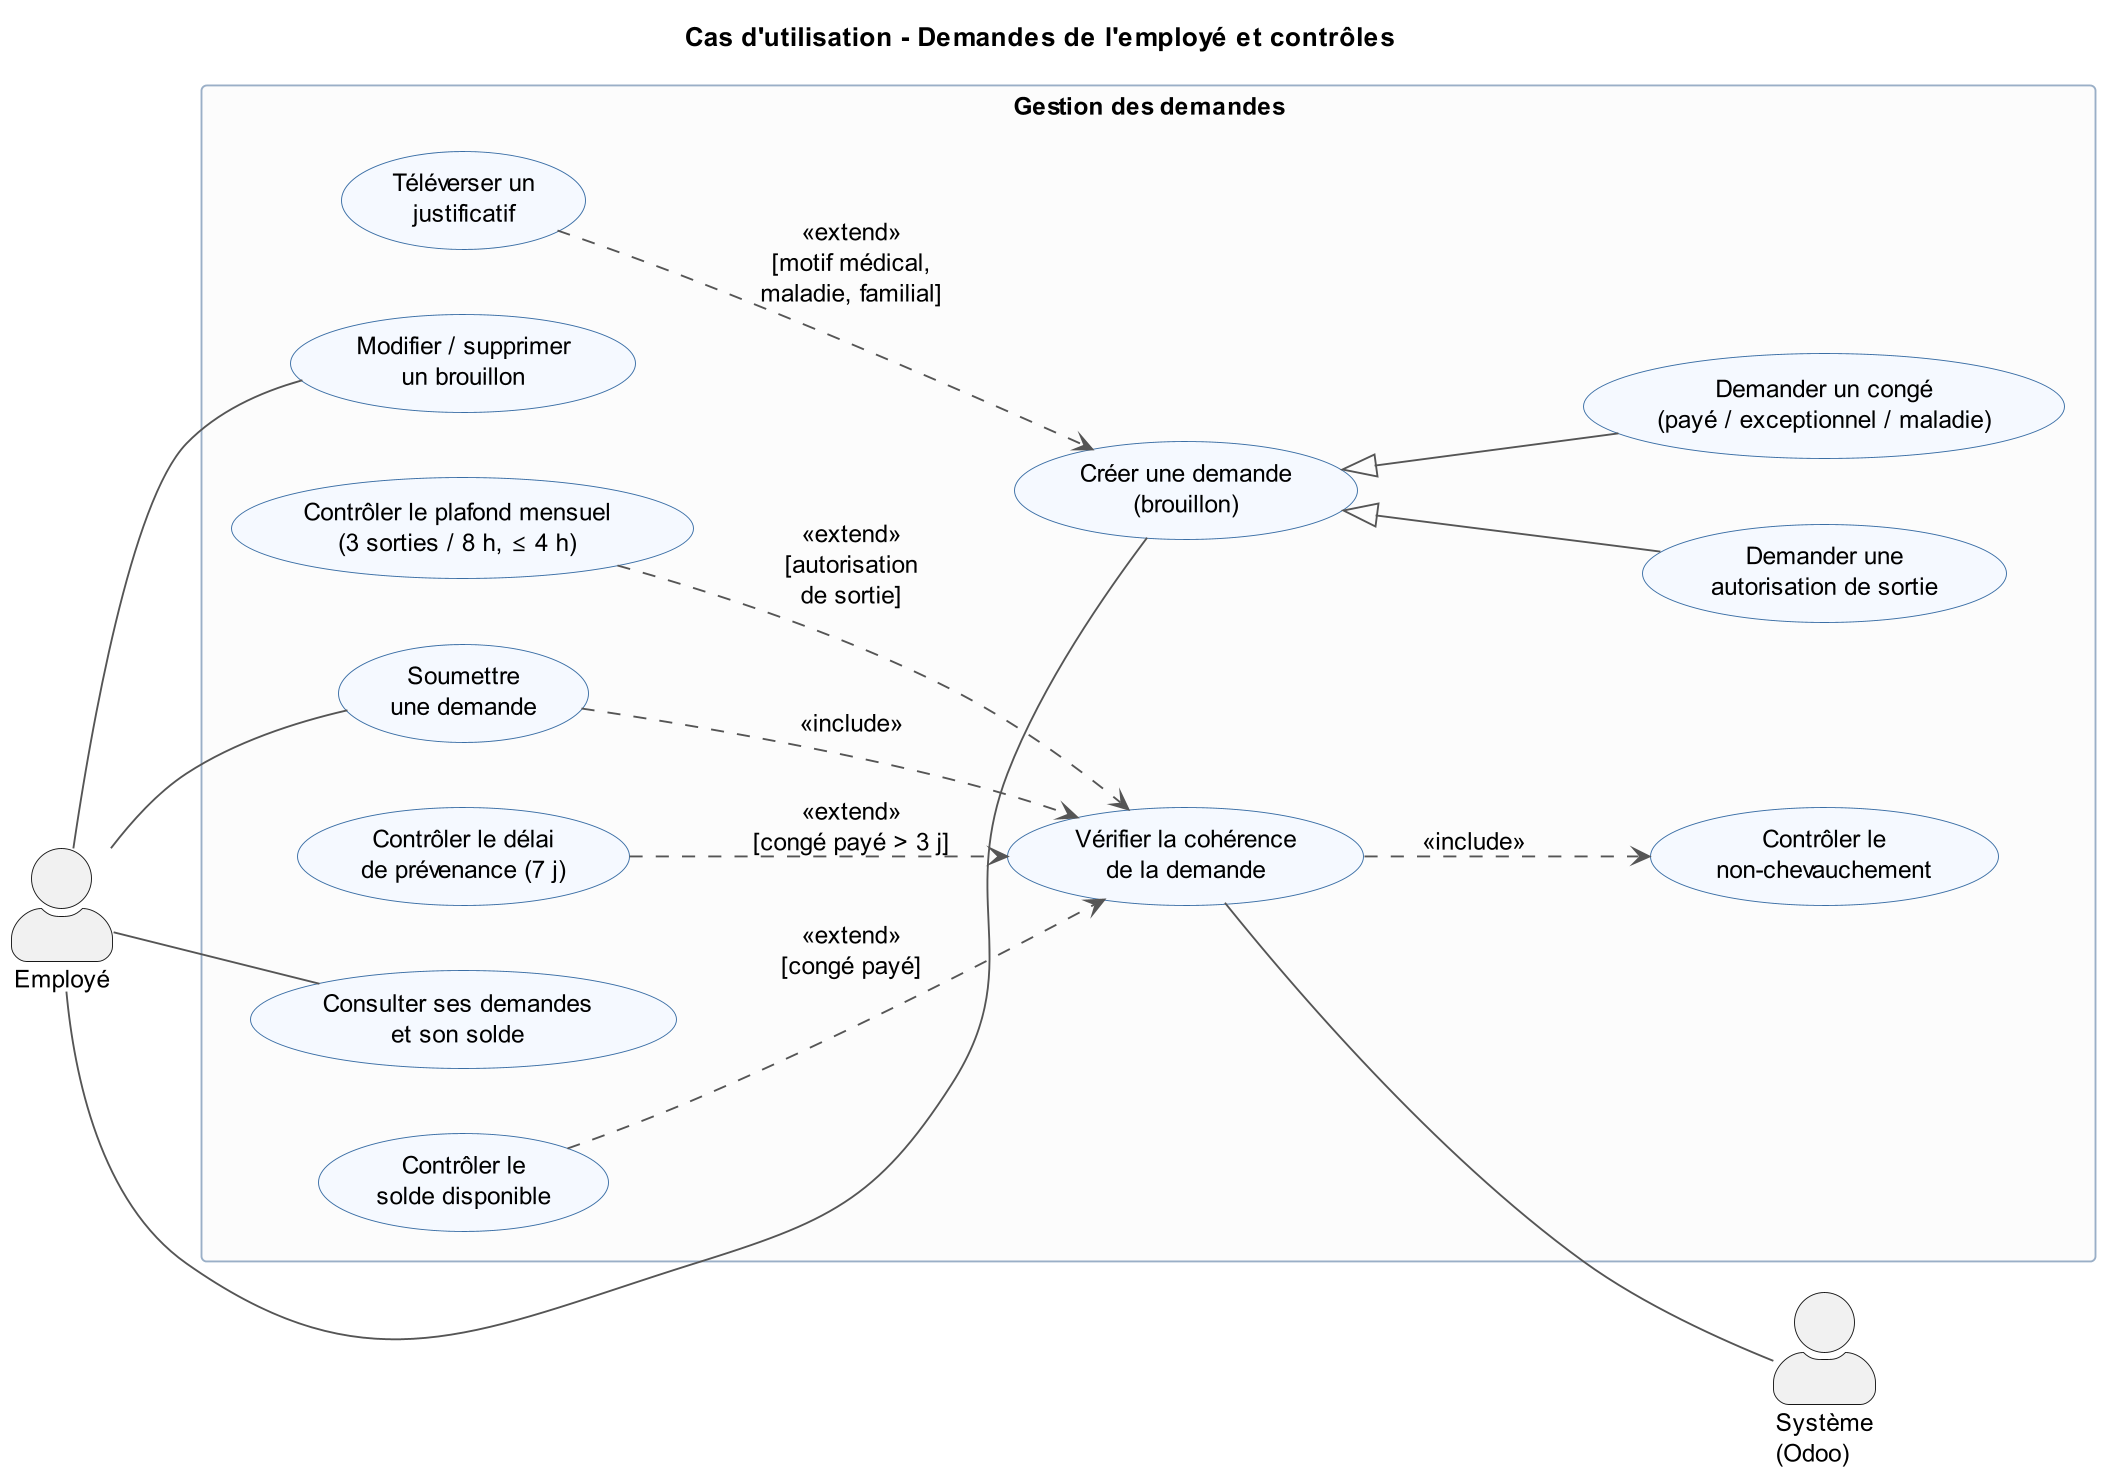 Cas d'utilisation - Demandes de l'employé et contrôles
Gestion des demandes
Téléverser un
justificatif
«extend»
[motif médical,
maladie, familial]
Modifier / supprimer
un brouillon
Demander un congé
(payé / exceptionnel / maladie)
Créer une demande
(brouillon)
Contrôler le plafond mensuel
(3 sorties / 8 h, ≤ 4 h)
«extend»
[autorisation
de sortie]
Demander une
autorisation de sortie
Soumettre
une demande
«include»
Contrôler le délai
de prévenance (7 j)
«extend»
[congé payé > 3 j]
Vérifier la cohérence
de la demande
«include»
Contrôler le
non-chevauchement
Employé
«extend»
[congé payé]
Consulter ses demandes
et son solde
Contrôler le
solde disponible
Système
(Odoo)